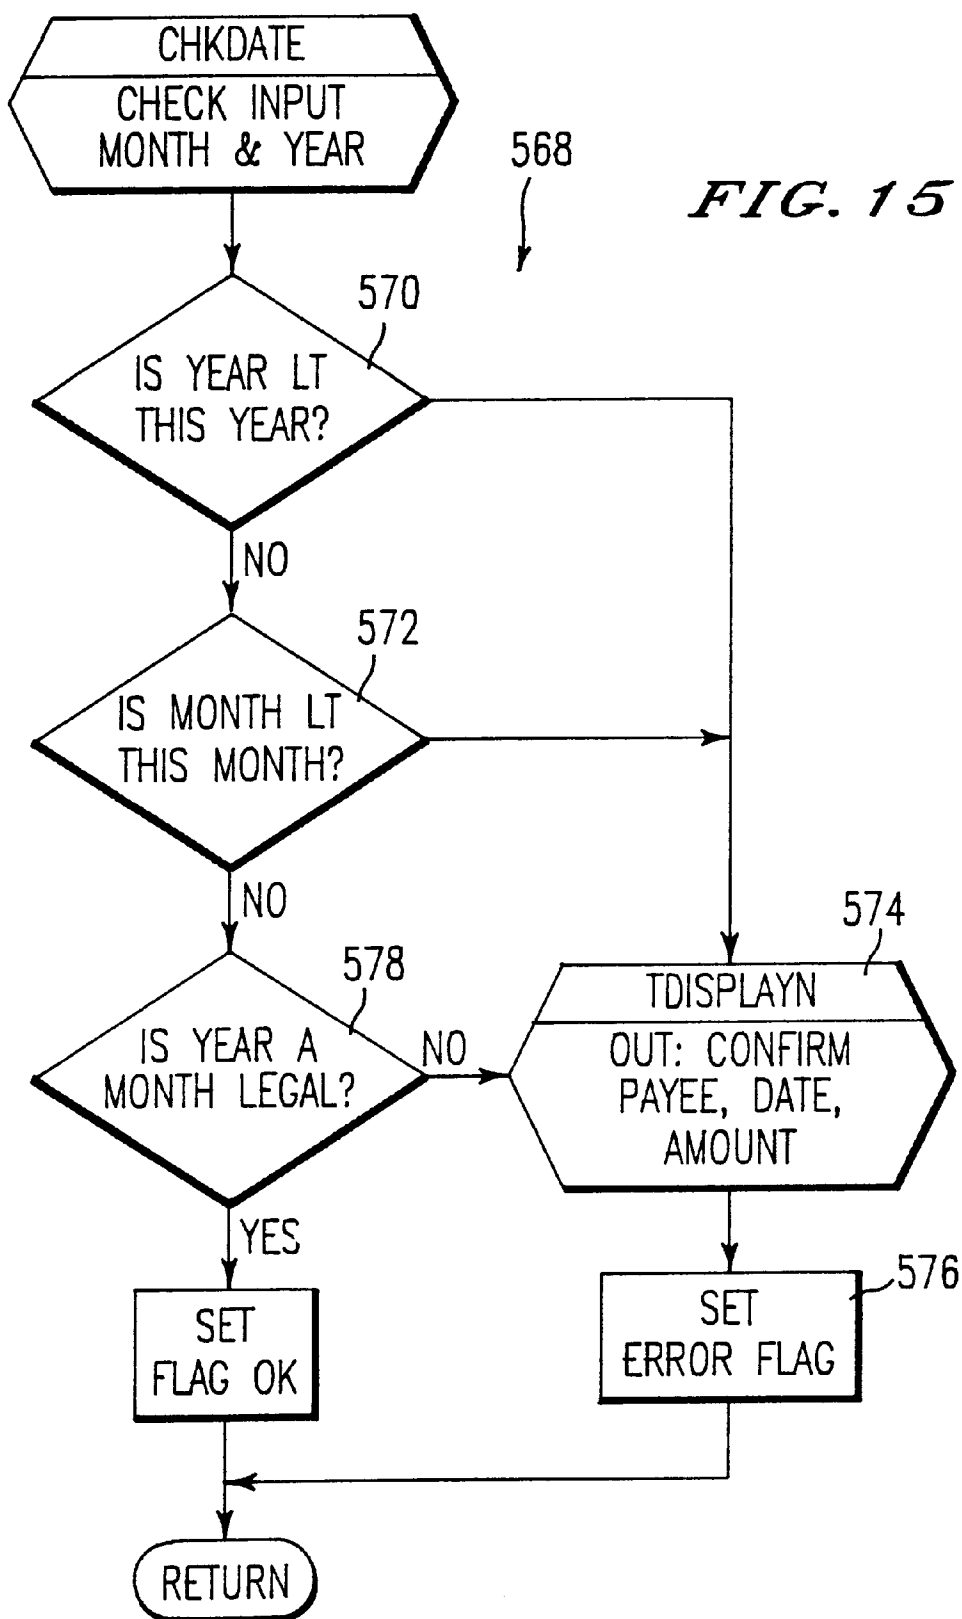 CHKDATE
CHECK INPUT
MONTH & YEAR
568
FIG. 15
570
IS YEAR LT
THIS YEAR?
NO
572
IS MONTH LT
THIS MONTH?
NO
578
IS YEAR A
MONTH LEGAL?
NO
574
TDISPLAYN
OUT: CONFIRM
PAYEE, DATE,
AMOUNT
YES
SET
FLAG OK
576
SET
ERROR FLAG
RETURN